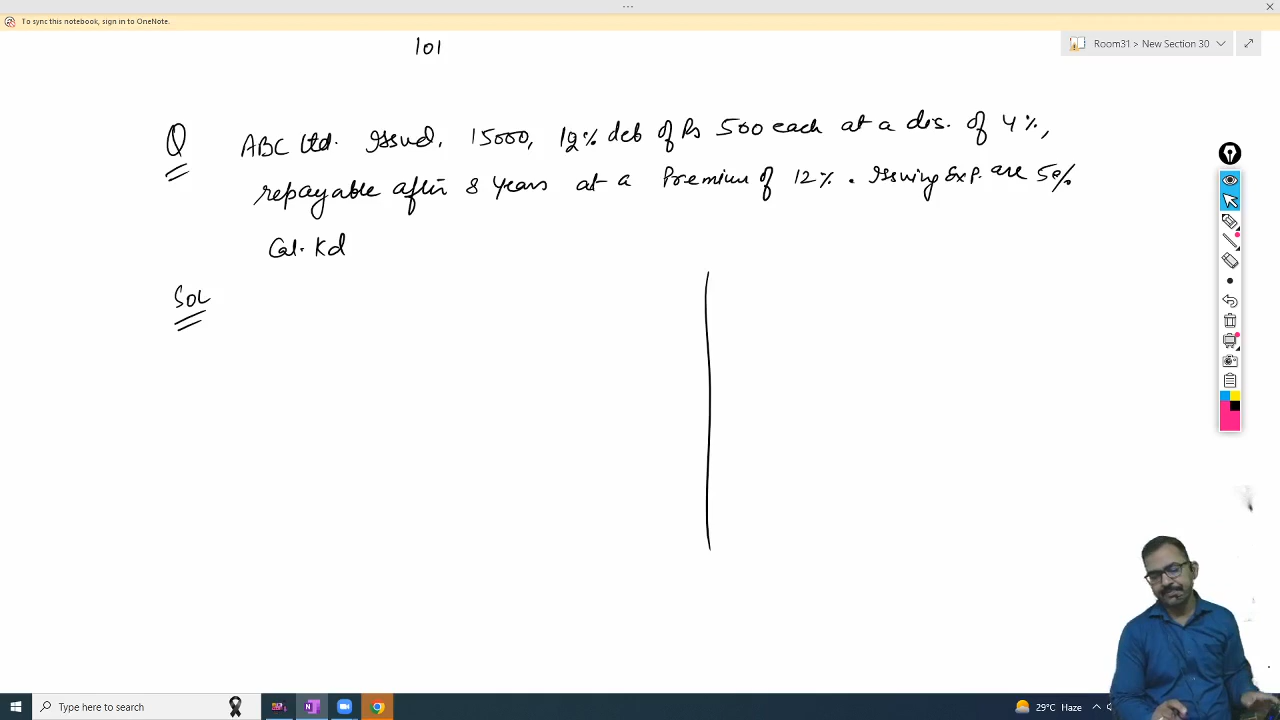 ...
To sync this notebook, sign in to OneNote.
101
Room31 > New Section 30
Q ABC Ltd. Issued. 15000, 12% deb of Rs 500 each at a dis. of 4%,
repayable after 8 Years at a Premium of 12%. Issuing Exp. are 5%
Cal. Kd
Sol
Type here to search
29°C Haze